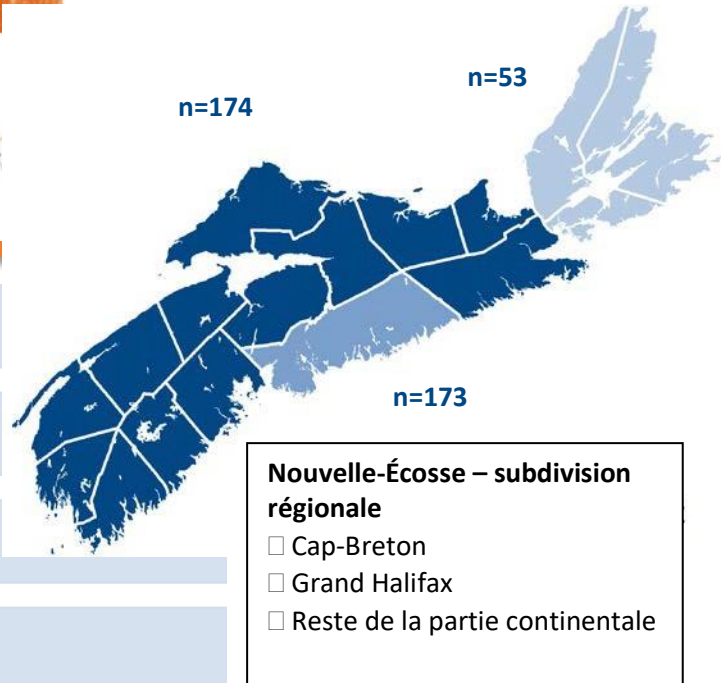 n=53
n=174
n=173
Nouvelle-Écosse – subdivision
régionale
□ Cap-Breton
□ Grand Halifax
□ Reste de la partie continentale